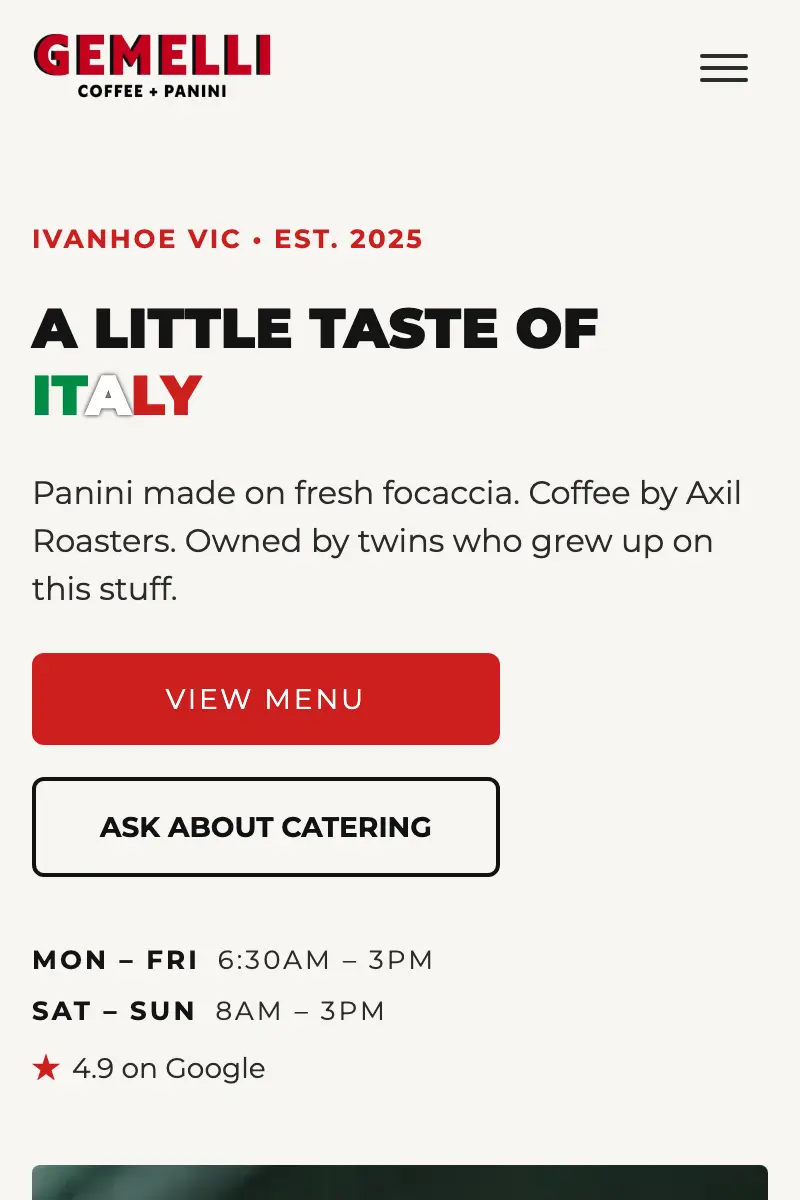 GEMELLI
COFFEE + PANINI
IVANHOE VIC • EST. 2025
A LITTLE TASTE OF
ITALY
Panini made on fresh focaccia. Coffee by Axil
Roasters. Owned by twins who grew up on
this stuff.
VIEW MENU
ASK ABOUT CATERING
MON – FRI 6:30AM – 3PM
SAT – SUN 8AM – 3PM
★ 4.9 on Google